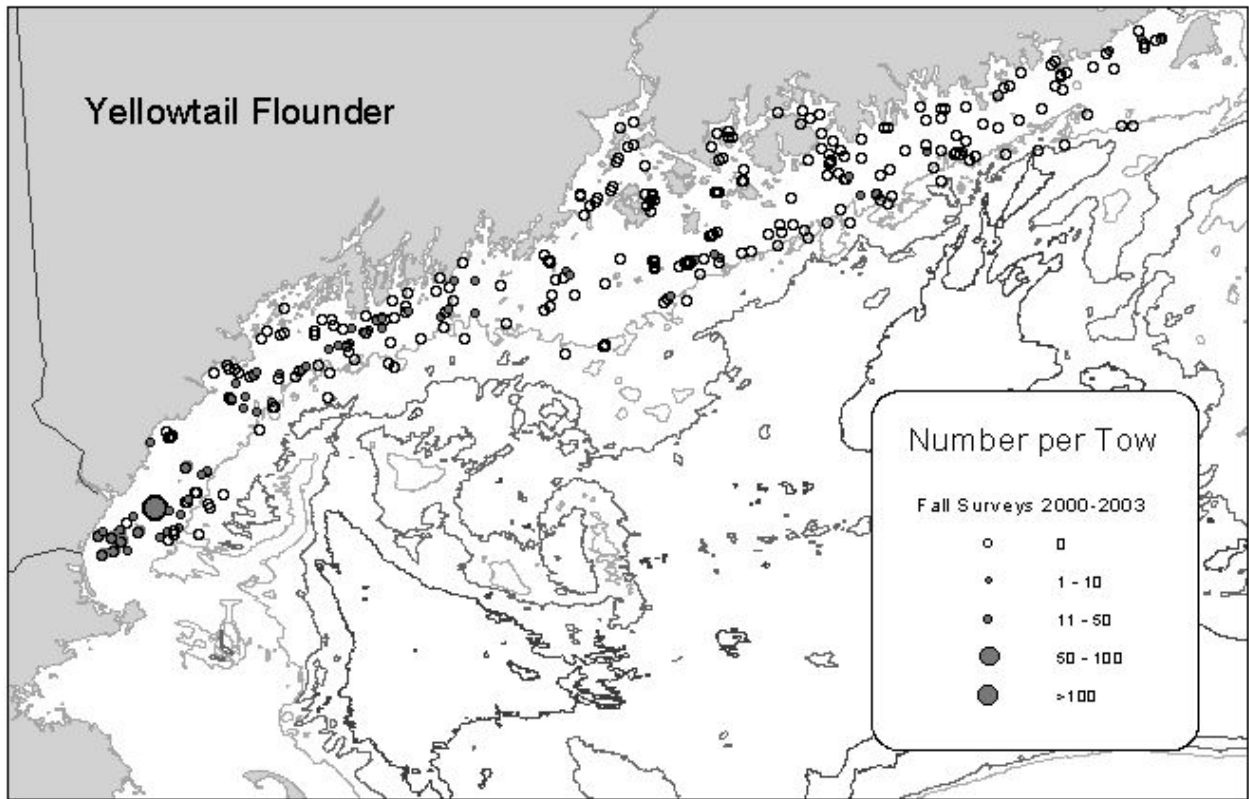 Yellowtail Flounder
Number per Tow
Fall Surveys 2000-2003
0
1 - 10
11 - 50
50 - 100
>100